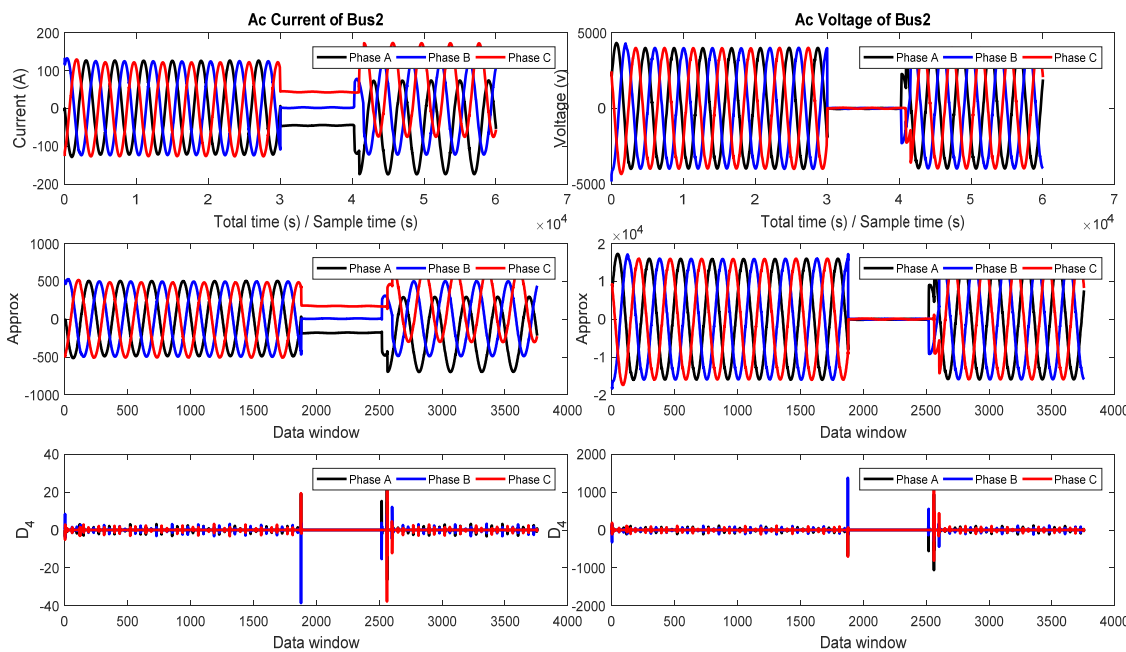 Ac Current of Bus2
Ac Voltage of Bus2
Current (A)
200
100
0
-100
-200
Phase A Phase B Phase C
0 1 2 3 4 5 6 7
Total time (s) / Sample time (s)
×10⁴
Voltage (v)
5000
0
-5000
Phase A Phase B Phase C
0 1 2 3 4 5 6 7
Total time (s) / Sample time (s)
×10⁴
Approx
1000
500
0
-500
-1000
Phase A Phase B Phase C
0 500 1000 1500 2000 2500 3000 3500 4000
Data window
Approx
×10⁴
2
1
0
-1
-2
Phase A Phase B Phase C
0 500 1000 1500 2000 2500 3000 3500 4000
Data window
D₄
40
20
0
-20
-40
Phase A Phase B Phase C
0 500 1000 1500 2000 2500 3000 3500 4000
Data window
D₄
2000
1000
0
-1000
-2000
Phase A Phase B Phase C
0 500 1000 1500 2000 2500 3000 3500 4000
Data window